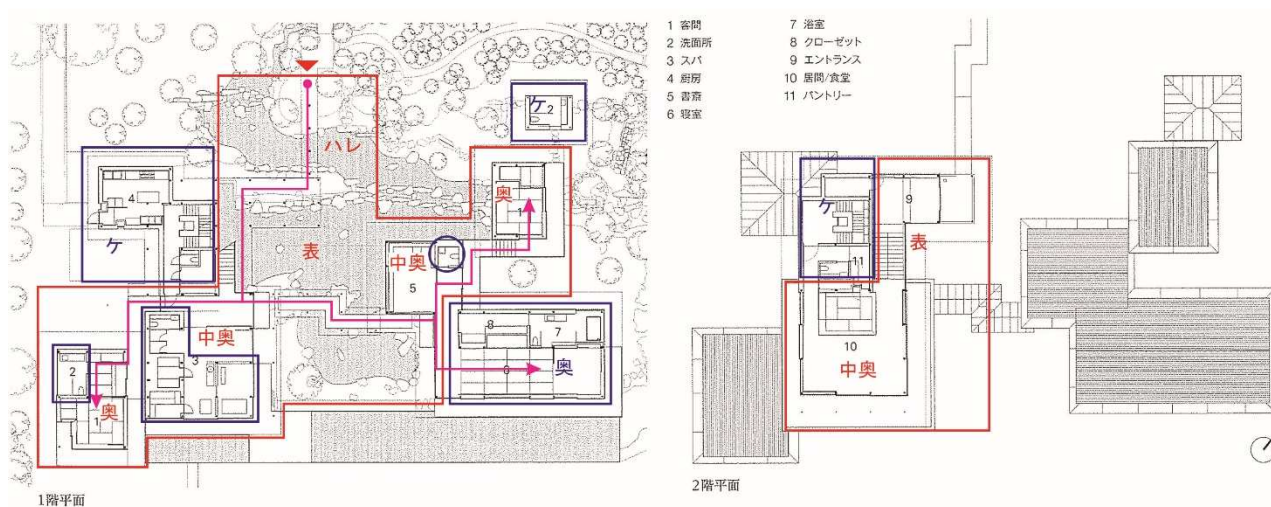 1 客間
2 洗面所
3 スパ
4 厨房
5 書斎
6 寝室
7 浴室
8 クローゼット
9 エントランス
10 居間/食堂
11 パントリー
ハレ
ケ 2
4
ケ
表
奥
1
中奥
5
中奥
3
2
奥
1
8
7
6
奥
1階平面
ケ
9
表
11
10
中奥
2階平面